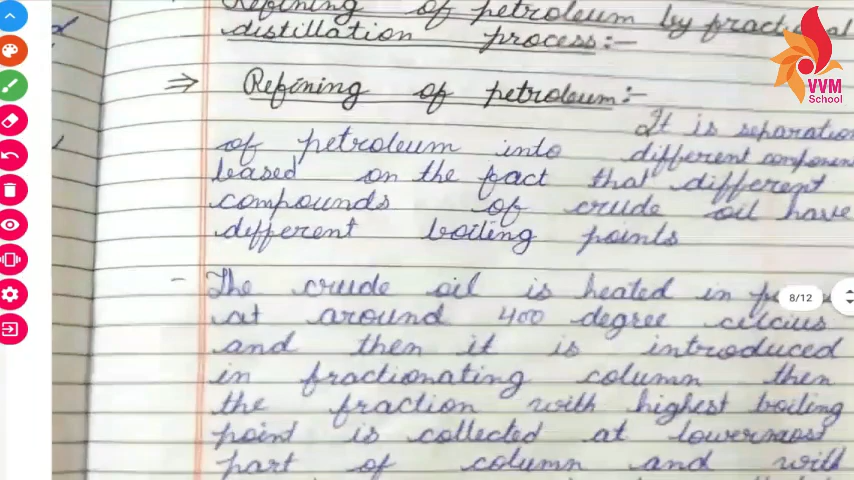 Refining of petroleum by fractional
distillation process:-
VVM
School
⇒ Refining of petroleum:-
It is separation
of petroleum into different componen
based on the fact that different
compounds of crude oil have
different boiling points
- The crude oil is heated in
8/12
at around 400 degree celcius
and then it is introduced
in fractionating column then
the fraction with highest boiling
point is collected at lowermost
part of column and with